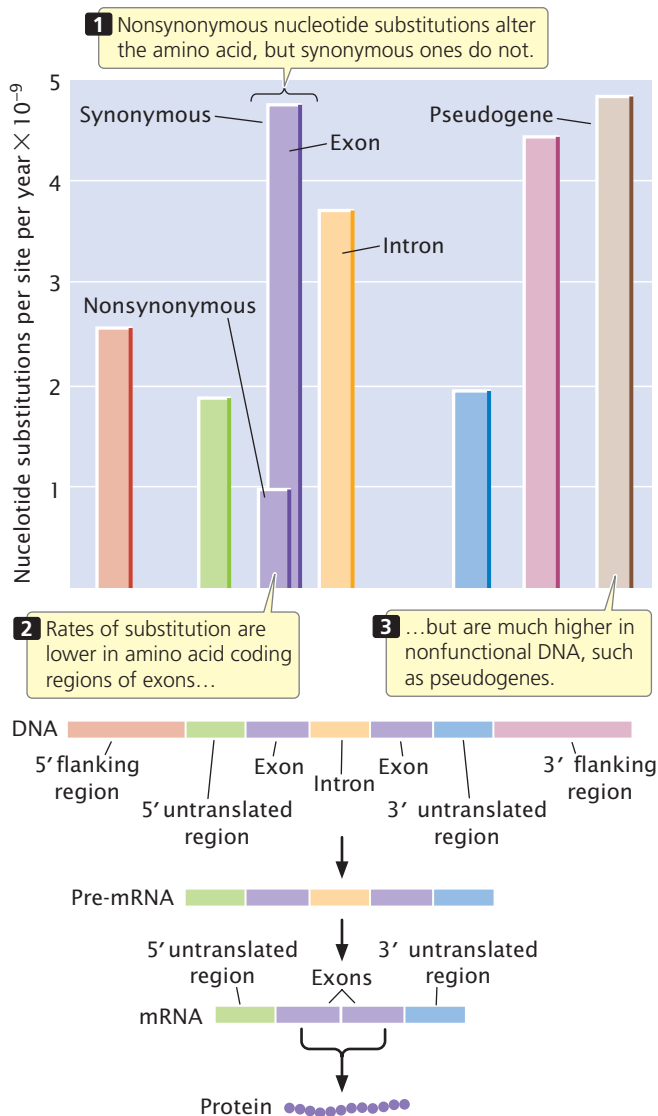 1 Nonsynonymous nucleotide substitutions alter
the amino acid, but synonymous ones do not.
Nucelotide substitutions per site per year × 10⁻⁹
5
4
3
2
1
Synonymous
Exon
Pseudogene
Intron
Nonsynonymous
2 Rates of substitution are
lower in amino acid coding
regions of exons…
3 …but are much higher in
nonfunctional DNA, such
as pseudogenes.
DNA
5′ flanking
region
5′ untranslated
region
Exon
Intron
Exon
3′ untranslated
region
3′ flanking
region
Pre-mRNA
5′ untranslated
region
Exons
3′ untranslated
region
mRNA
Protein